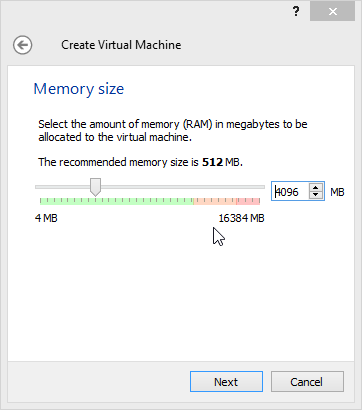 ?
Create Virtual Machine
Memory size
Select the amount of memory (RAM) in megabytes to be
allocated to the virtual machine.
The recommended memory size is 512 MB.
4096 MB
4 MB 16384 MB
Next Cancel